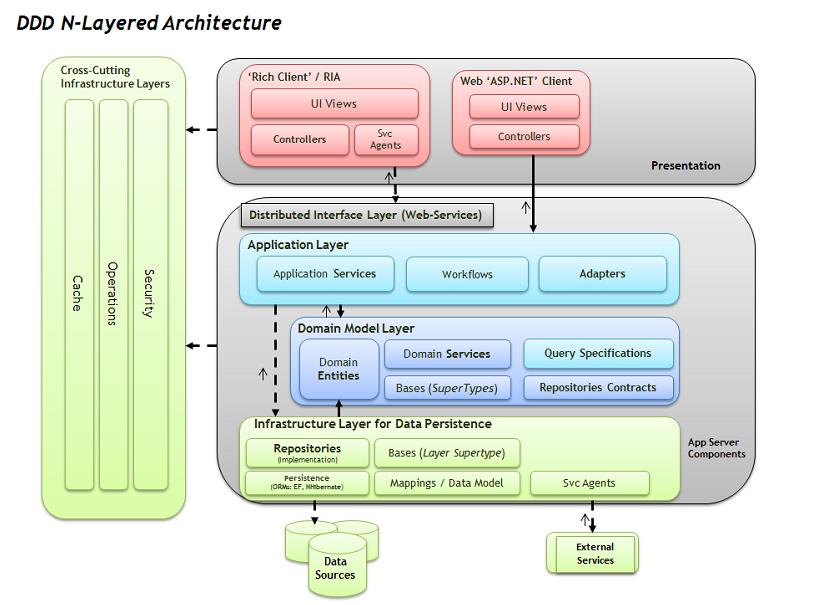 DDD N-Layered Architecture
Cross-Cutting
Infrastructure Layers
Cache
Operations
Security
‘Rich Client’ / RIA
UI Views
Controllers
Svc
Agents
Web ‘ASP.NET’ Client
UI Views
Controllers
Presentation
Distributed Interface Layer (Web-Services)
Application Layer
Application Services
Workflows
Adapters
Domain Model Layer
Domain
Entities
Domain Services
Query Specifications
Bases (SuperTypes)
Repositories Contracts
Infrastructure Layer for Data Persistence
Repositories
(Implementation)
Bases (Layer Supertype)
Persistence
(ORMs: EF, NHibernate)
Mappings / Data Model
Svc Agents
App Server
Components
Data
Sources
External
Services